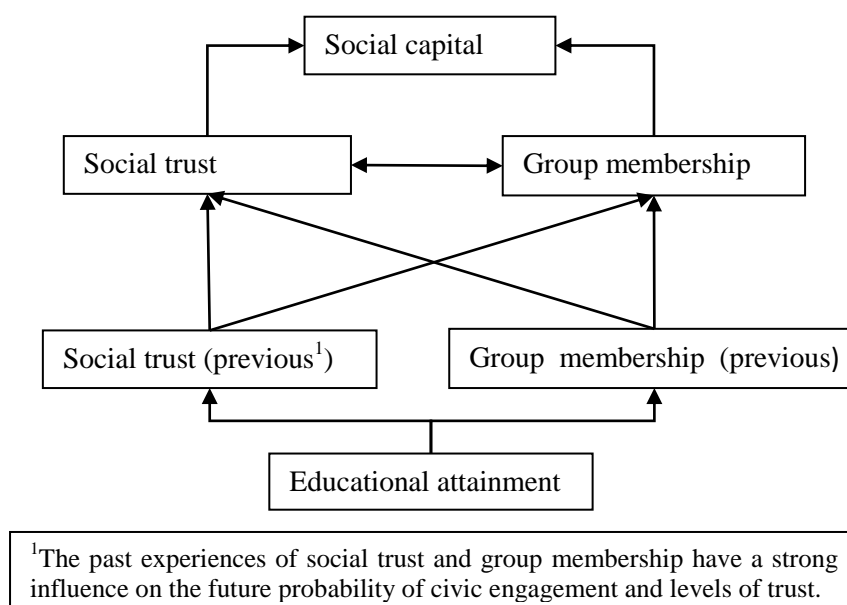 Social capital
Social trust
Group membership
Social trust (previous¹)
Group membership (previous)
Educational attainment
¹The past experiences of social trust and group membership have a strong
influence on the future probability of civic engagement and levels of trust.